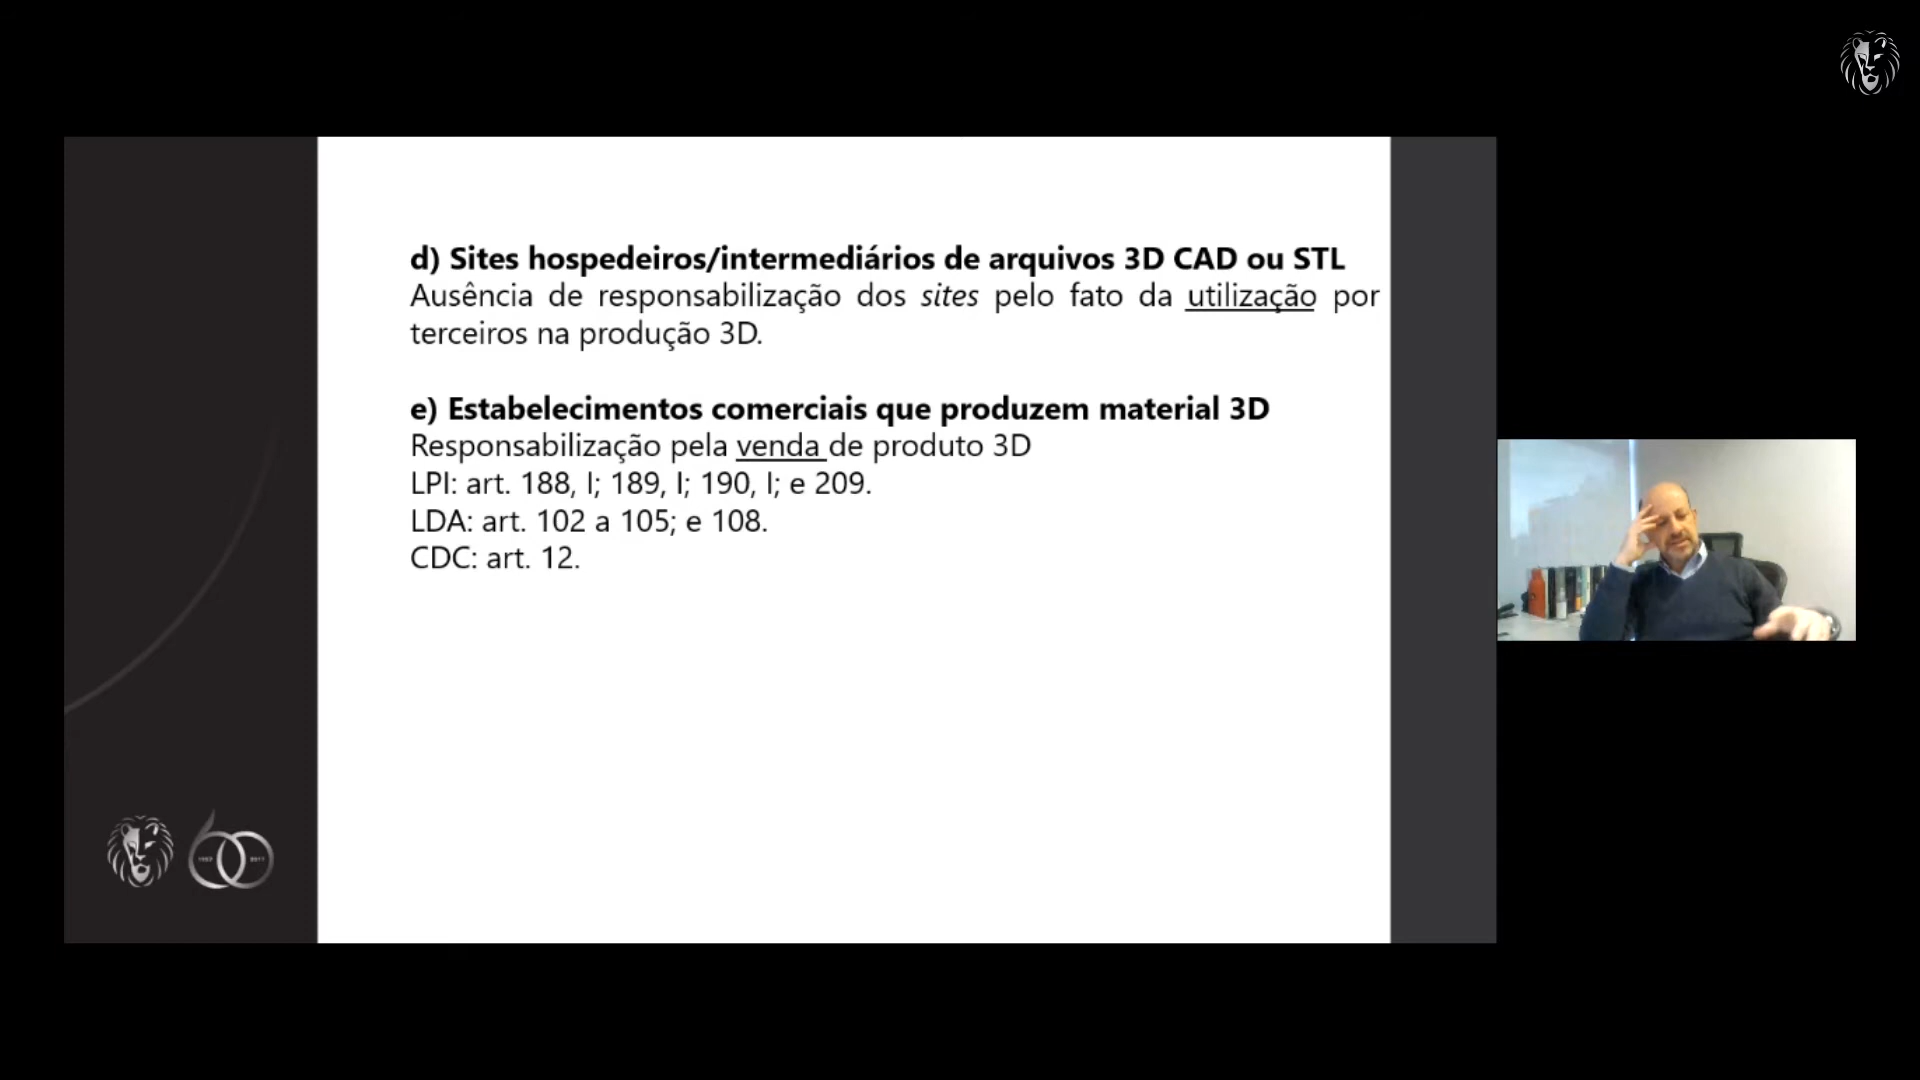 d) Sites hospedeiros/intermediários de arquivos 3D CAD ou STL
Ausência de responsabilização dos sites pelo fato da utilização por
terceiros na produção 3D.
e) Estabelecimentos comerciais que produzem material 3D
Responsabilização pela venda de produto 3D
LPI: art. 188, I; 189, I; 190, I; e 209.
LDA: art. 102 a 105; e 108.
CDC: art. 12.
60